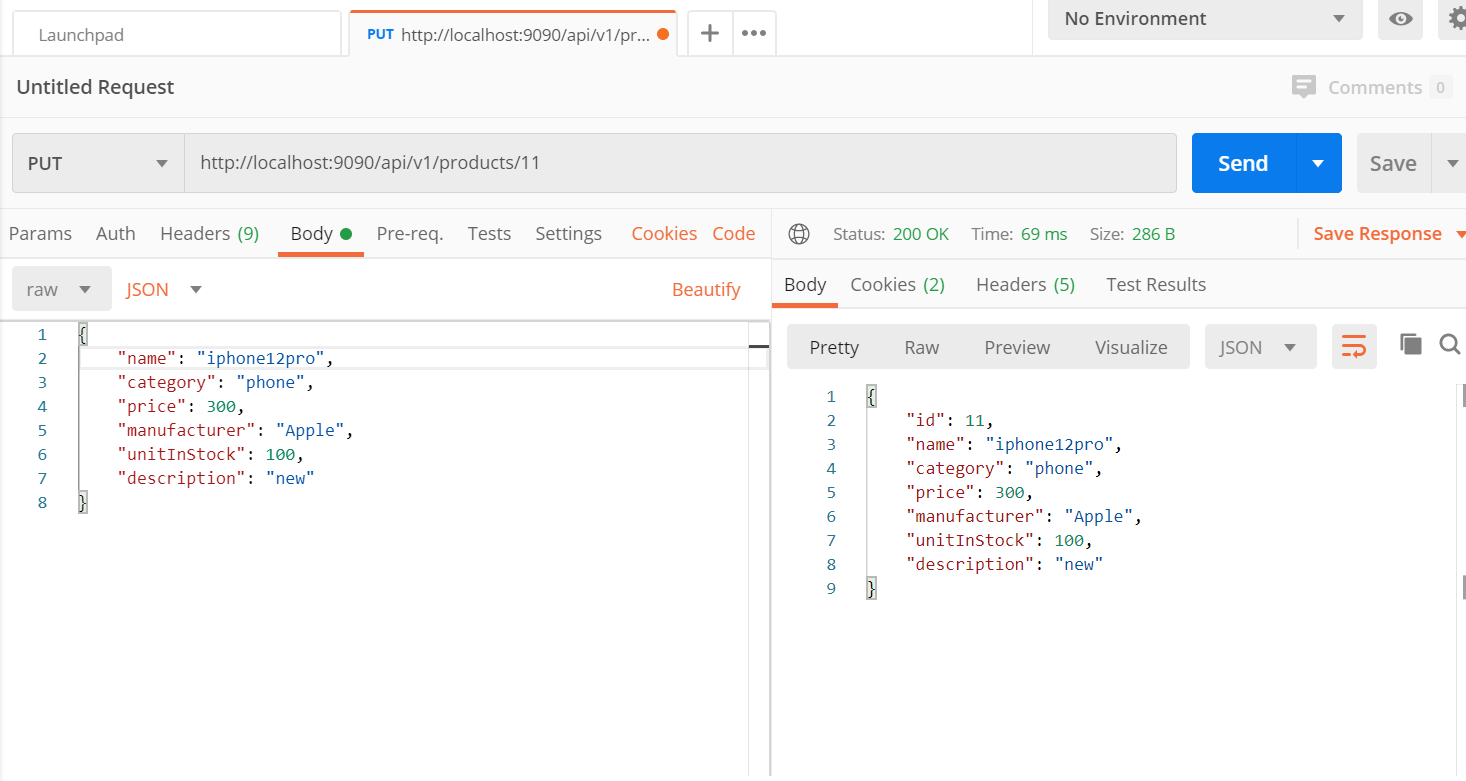 Launchpad
PUT http://localhost:9090/api/v1/pr...
No Environment
Untitled Request
Comments 0
PUT http://localhost:9090/api/v1/products/11
Send
Save
Params Auth Headers (9) Body Pre-req. Tests Settings Cookies Code
raw JSON Beautify
1 {
2 "name": "iphone12pro",
3 "category": "phone",
4 "price": 300,
5 "manufacturer": "Apple",
6 "unitInStock": 100,
7 "description": "new"
8 }
Status: 200 OK Time: 69 ms Size: 286 B Save Response
Body Cookies (2) Headers (5) Test Results
Pretty Raw Preview Visualize JSON
1 {
2 "id": 11,
3 "name": "iphone12pro",
4 "category": "phone",
5 "price": 300,
6 "manufacturer": "Apple",
7 "unitInStock": 100,
8 "description": "new"
9 }